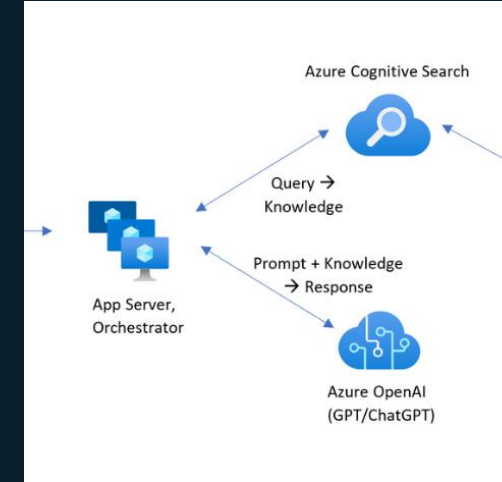 Azure Cognitive Search
Query →
Knowledge
Prompt + Knowledge
→ Response
App Server,
Orchestrator
Azure OpenAI
(GPT/ChatGPT)